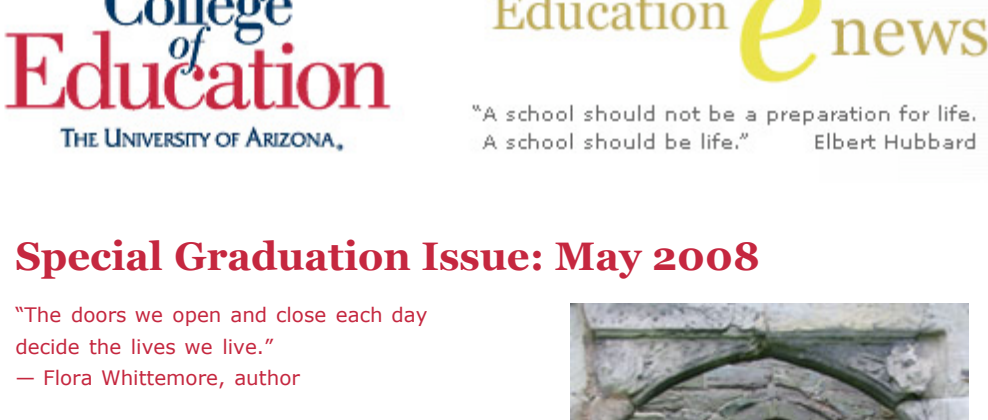 College
of
Education
THE UNIVERSITY OF ARIZONA®
Education e news
“A school should not be a preparation for life.
A school should be life.” Elbert Hubbard
Special Graduation Issue: May 2008
“The doors we open and close each day
decide the lives we live.”
— Flora Whittemore, author